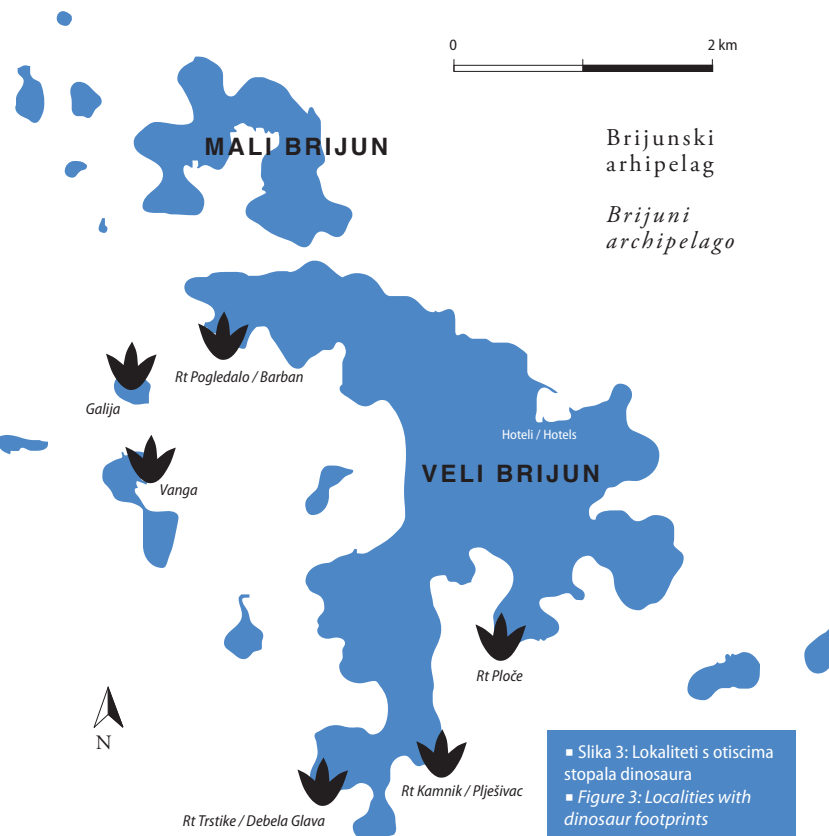 0 2 km
MALI BRIJUN
Brijunski
arhipelag
Brijuni
archipelago
Rt Pogledalo / Barban
Galija
Hoteli / Hotels
VELI BRIJUN
Vanga
Rt Ploče
N
Rt Kamnik / Plješivac
Rt Trstike / Debela Glava
▪ Slika 3: Lokaliteti s otiscima
stopala dinosaura
▪ Figure 3: Localities with
dinosaur footprints